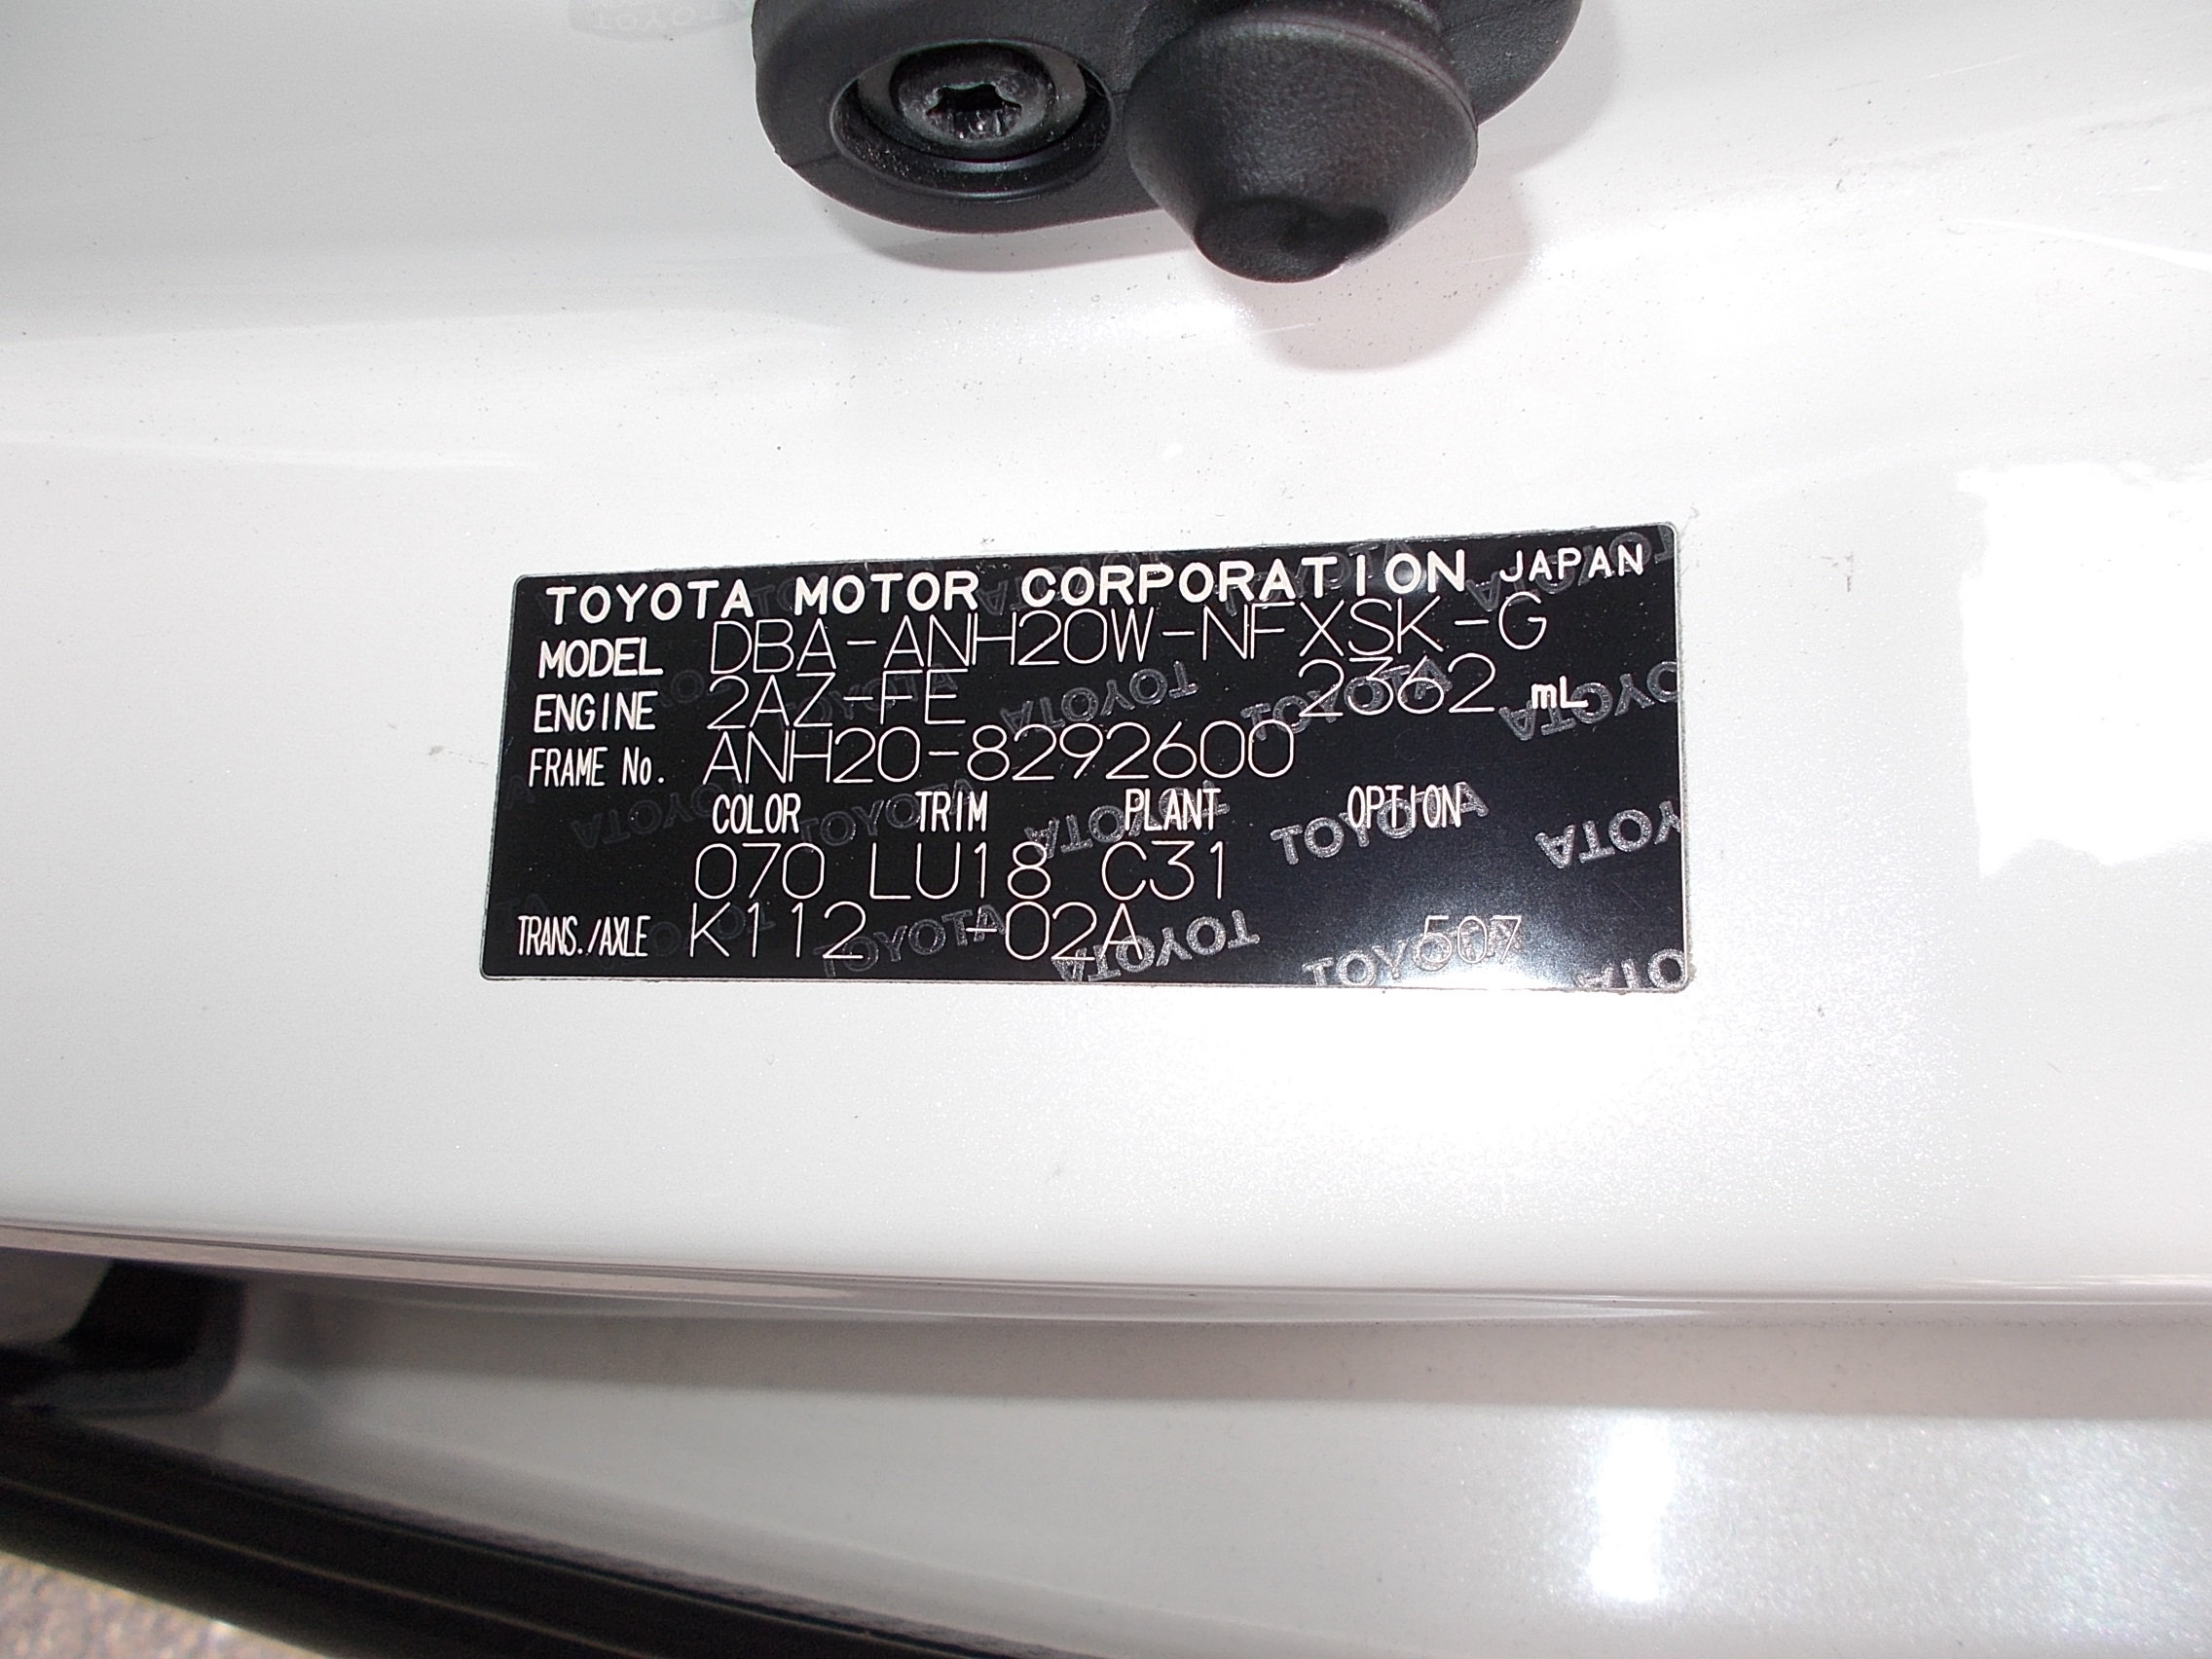 TOYOTA MOTOR CORPORATION JAPAN
MODEL DBA-ANH20W-NFXSK-G
ENGINE 2AZ-FE 2362 mL
FRAME No. ANH20-8292600
COLOR TRIM PLANT OPTION
070 LU18 C31
TRANS./AXLE K112 -02A 507